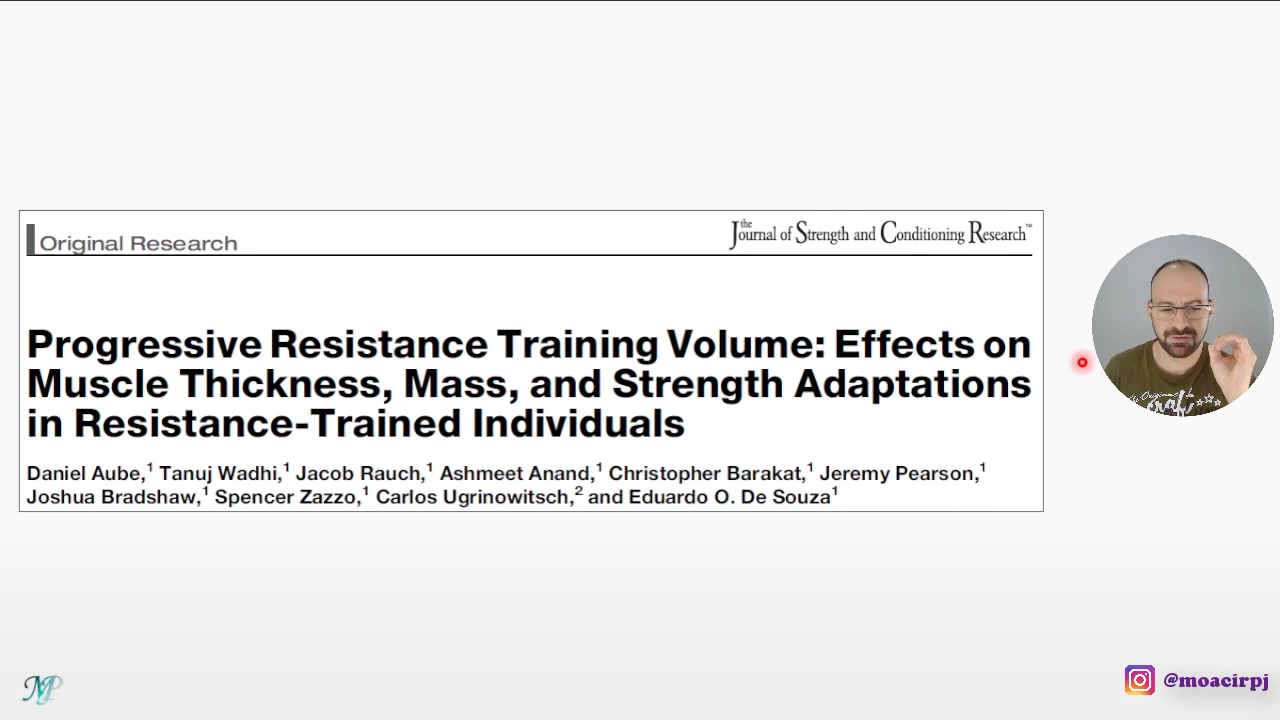 Original Research
the
Journal of Strength and Conditioning Research™
Progressive Resistance Training Volume: Effects on
Muscle Thickness, Mass, and Strength Adaptations
in Resistance-Trained Individuals
Daniel Aube,¹ Tanuj Wadhi,¹ Jacob Rauch,¹ Ashmeet Anand,¹ Christopher Barakat,¹ Jeremy Pearson,¹
Joshua Bradshaw,¹ Spencer Zazzo,¹ Carlos Ugrinowitsch,² and Eduardo O. De Souza¹
MP
@moacirpj